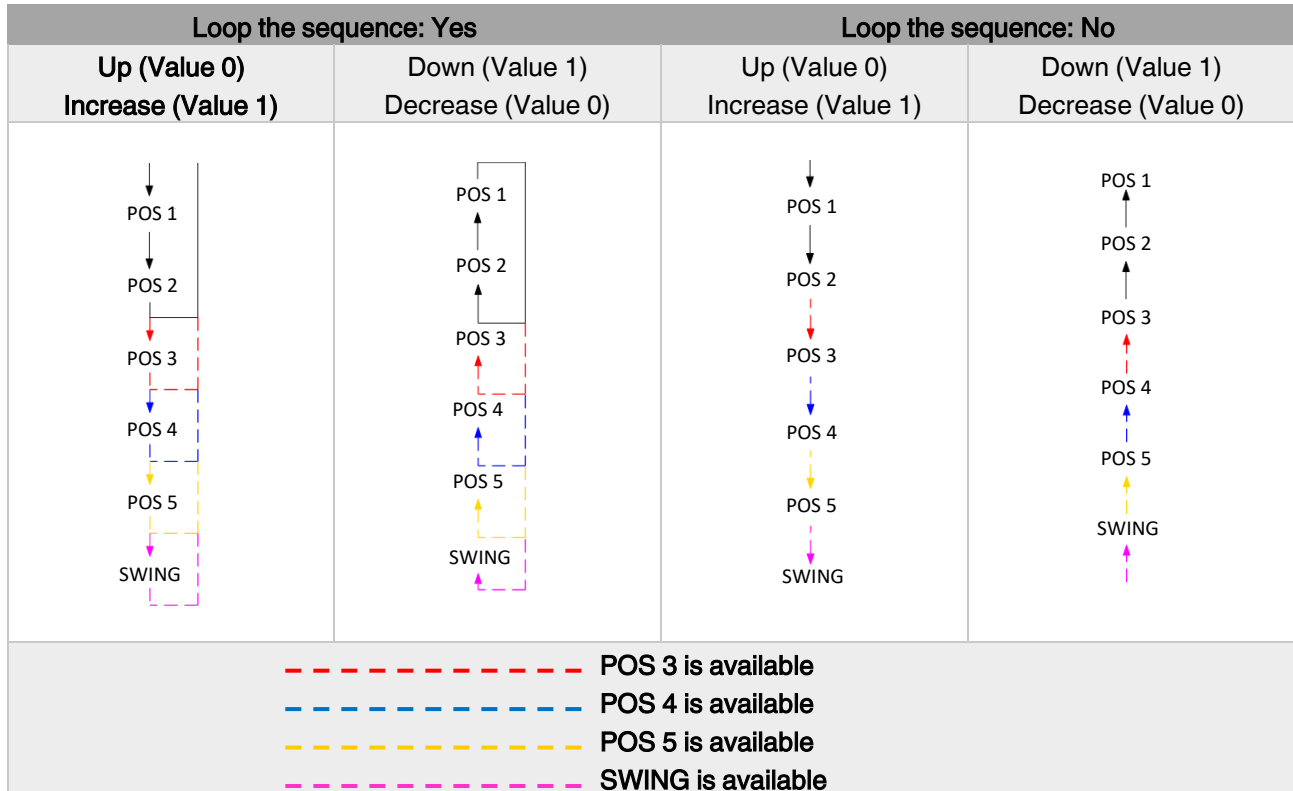 Loop the sequence: Yes
Loop the sequence: No
Up (Value 0)
Increase (Value 1)
Down (Value 1)
Decrease (Value 0)
Up (Value 0)
Increase (Value 1)
Down (Value 1)
Decrease (Value 0)
POS 1
POS 2
POS 3
POS 4
POS 5
SWING
POS 1
POS 2
POS 3
POS 4
POS 5
SWING
POS 1
POS 2
POS 3
POS 4
POS 5
SWING
POS 1
POS 2
POS 3
POS 4
POS 5
SWING
POS 3 is available
POS 4 is available
POS 5 is available
SWING is available